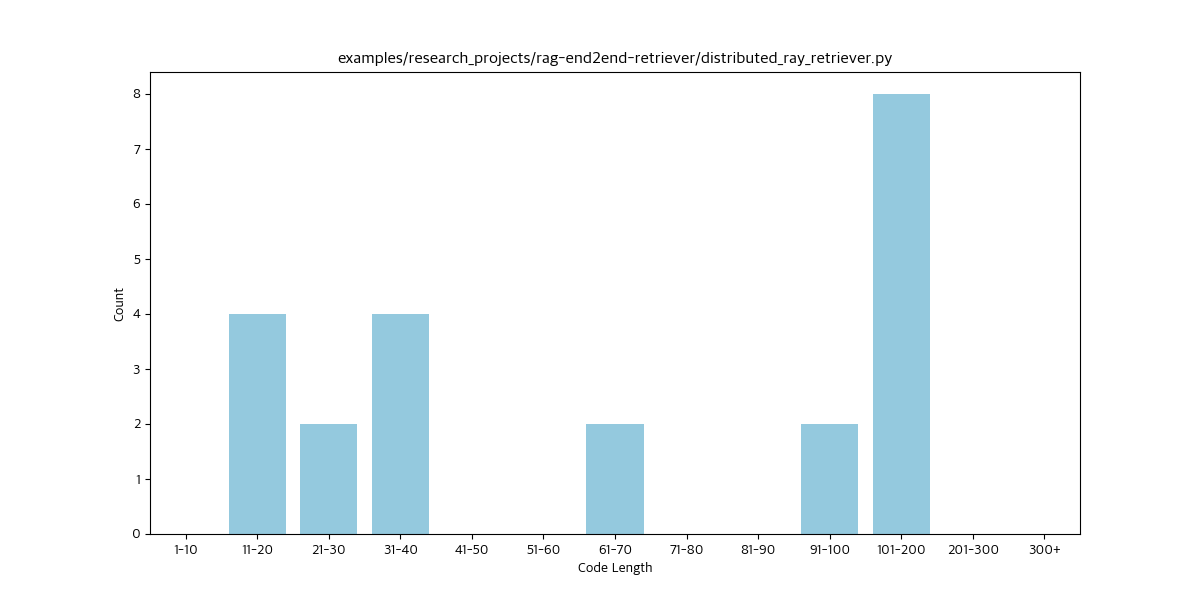 examples/research_projects/rag-end2end-retriever/distributed_ray_retriever.py
8
7
6
5
4
3
2
1
0
Count
1-10 11-20 21-30 31-40 41-50 51-60 61-70 71-80 81-90 91-100 101-200 201-300 300+
Code Length